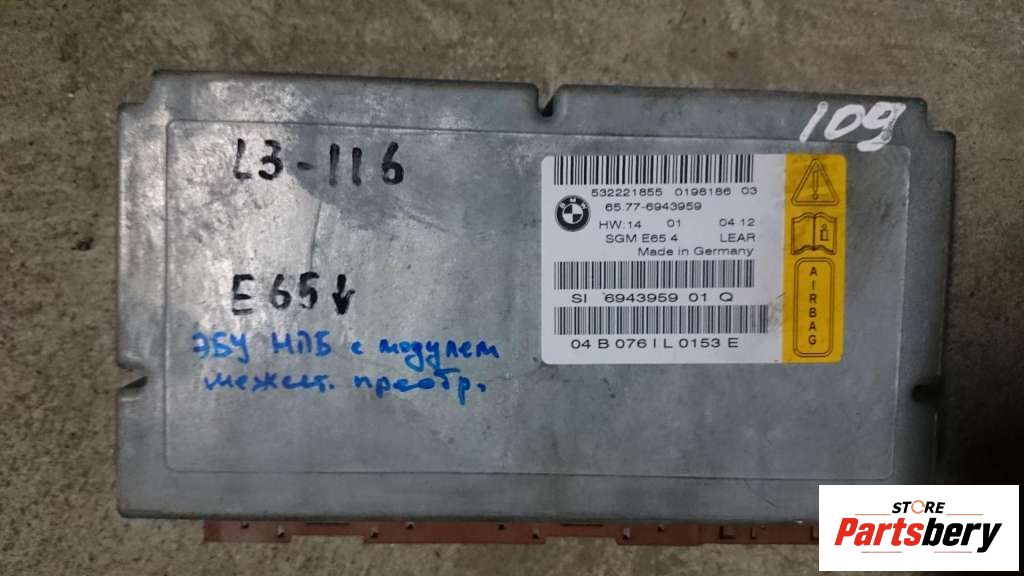 109
L3-116
E65↓
ЭБУ НПБ с модулем
межсет. преобр.
532221855 0198186 03
65.77-6943959
BMW
HW:14 01 04 12
SGM E65 4 LEAR
Made in Germany
SI 6943959 01 Q
04 B 076 I L 0153 E
AIRBAG
STORE
Partsbery